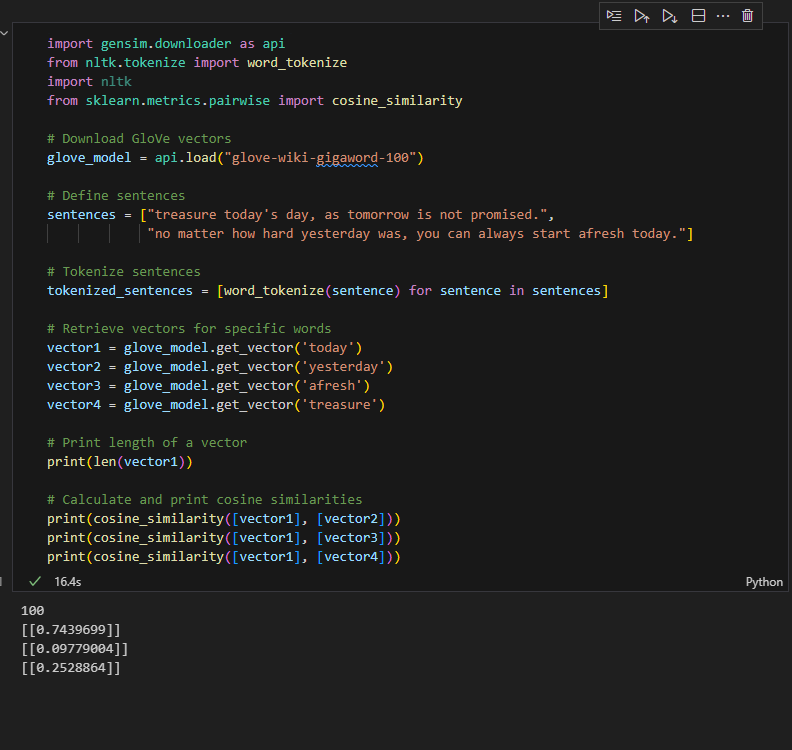 import gensim.downloader as api
from nltk.tokenize import word_tokenize
import nltk
from sklearn.metrics.pairwise import cosine_similarity
# Download GloVe vectors
glove_model = api.load("glove-wiki-gigaword-100")
# Define sentences
sentences = ["treasure today's day, as tomorrow is not promised.",
"no matter how hard yesterday was, you can always start afresh today."]
# Tokenize sentences
tokenized_sentences = [word_tokenize(sentence) for sentence in sentences]
# Retrieve vectors for specific words
vector1 = glove_model.get_vector('today')
vector2 = glove_model.get_vector('yesterday')
vector3 = glove_model.get_vector('afresh')
vector4 = glove_model.get_vector('treasure')
# Print length of a vector
print(len(vector1))
# Calculate and print cosine similarities
print(cosine_similarity([vector1], [vector2]))
print(cosine_similarity([vector1], [vector3]))
print(cosine_similarity([vector1], [vector4]))
16.4s
Python
100
[[0.7439699]]
[[0.09779004]]
[[0.2528864]]